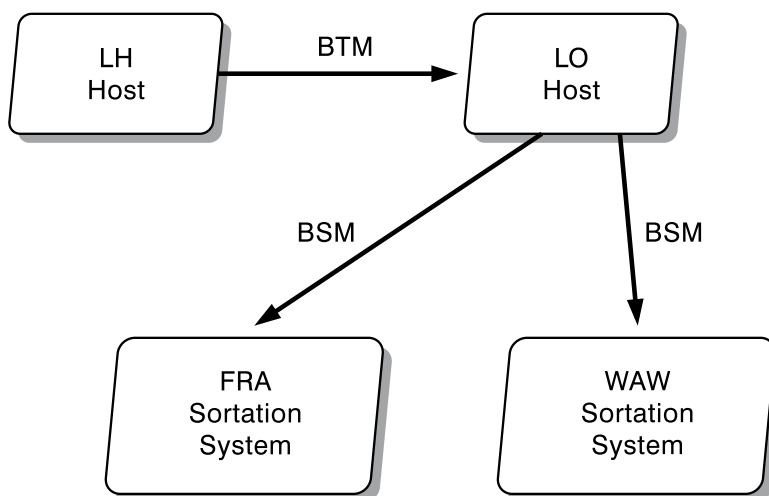 LH
Host
BTM
LO
Host
BSM
BSM
FRA
Sortation
System
WAW
Sortation
System